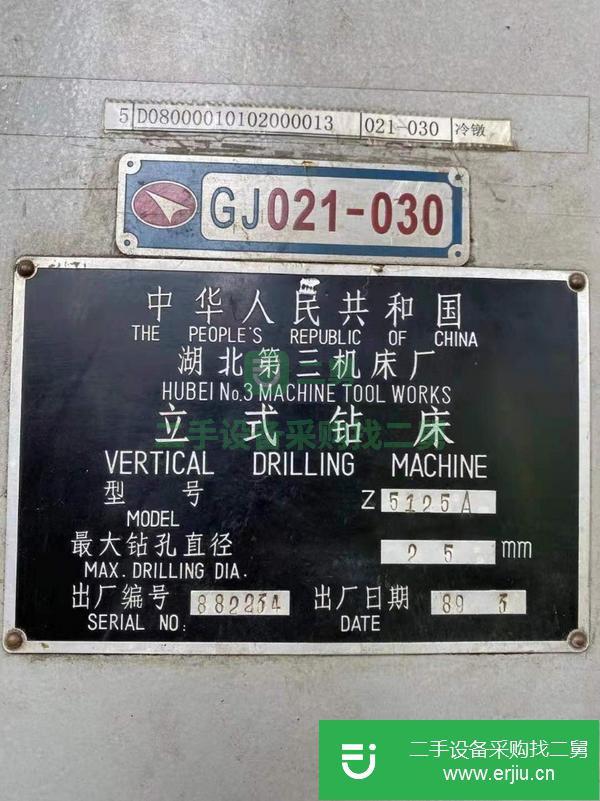 5 D08000010102000013 021-030 冷镦
GJ021-030
中华人民共和国
THE PEOPLE'S REPUBLIC OF CHINA
湖北第三机床厂
HUBEI No.3 MACHINE TOOL WORKS
立式钻床
VERTICAL DRILLING MACHINE
型号 Z 5125A
MODEL
最大钻孔直径 25 mm
MAX. DRILLING DIA.
出厂编号 882234 出厂日期 89 3
SERIAL NO: DATE
二舅
二手设备采购找二舅
二手设备采购找二舅
www.erjiu.cn